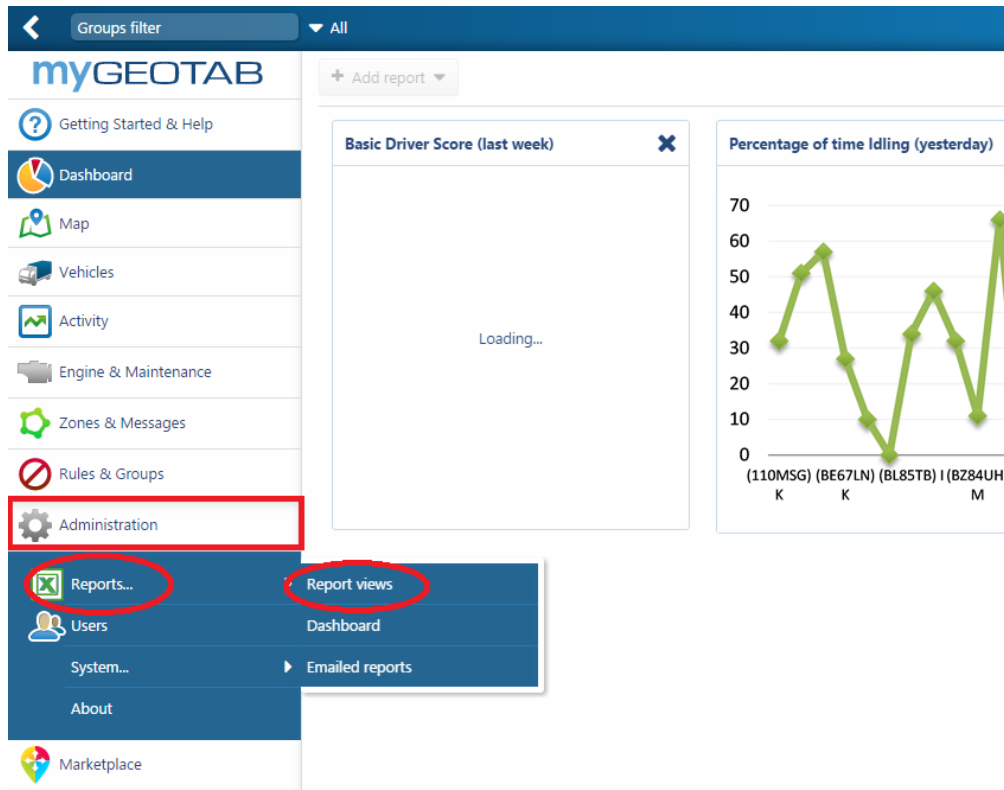 Groups filter
All
myGEOTAB
Add report
Getting Started & Help
Dashboard
Map
Vehicles
Activity
Engine & Maintenance
Zones & Messages
Rules & Groups
Administration
Reports...
Users
System...
About
Marketplace
Report views
Dashboard
Emailed reports
Basic Driver Score (last week)
Loading...
Percentage of time Idling (yesterday)
70
60
50
40
30
20
10
0
(110MSG) (BE67LN) (BL85TB) I (BZ84UH
K K M